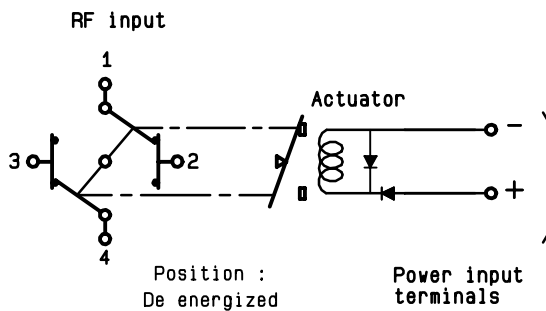 RF input
1
Actuator
-
3
2
+
4
Position :
De energized
Power input
terminals